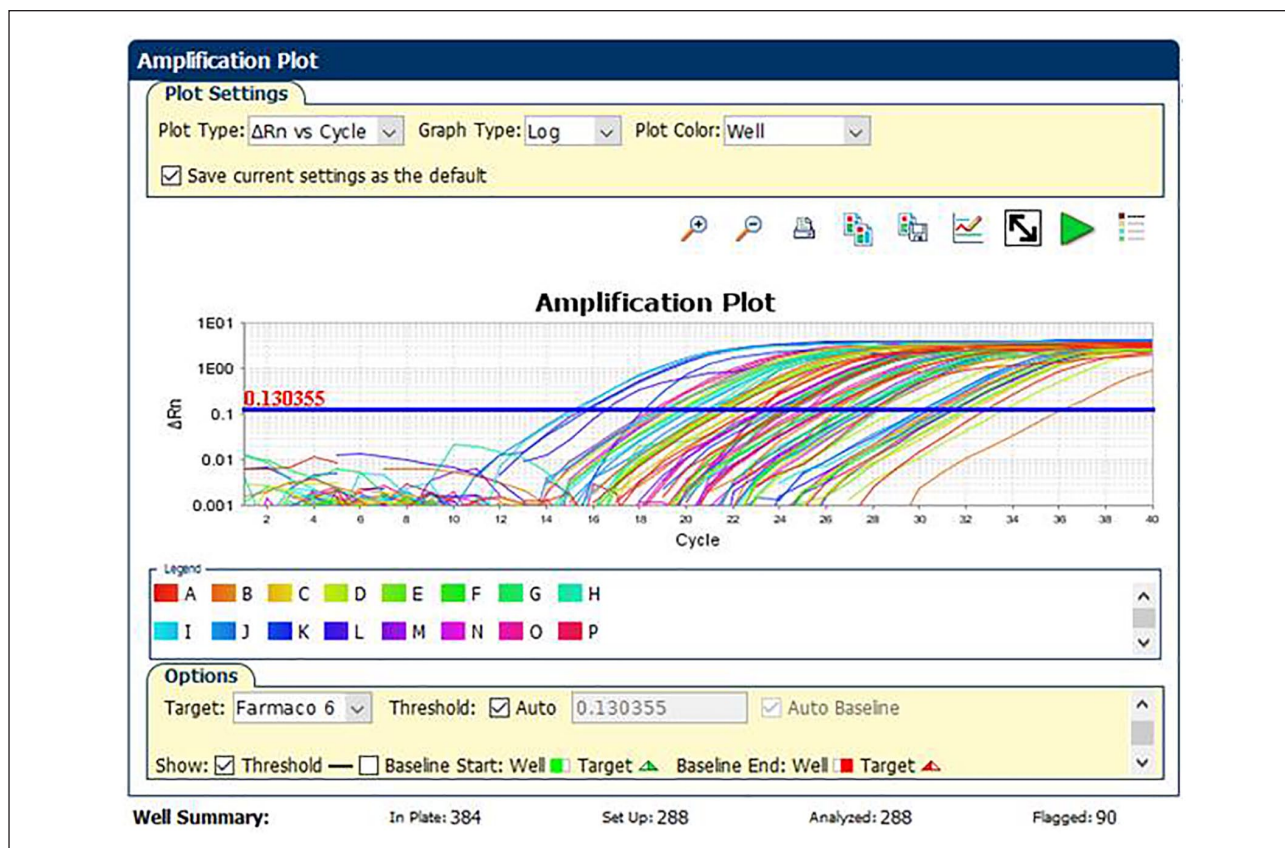 Amplification Plot
Plot Settings
Plot Type: ΔRn vs Cycle Graph Type: Log Plot Color: Well
Save current settings as the default
Amplification Plot
1E01
1E00
0.130355
0.1
0.01
0.001
ΔRn
2 4 6 8 10 12 14 16 18 20 22 24 26 28 30 32 34 36 38 40
Cycle
Legend
A B C D E F G H
I J K L M N O P
Options
Target: Farmaco 6 Threshold: Auto 0.130355 Auto Baseline
Show: Threshold Baseline Start: Well Target Baseline End: Well Target
Well Summary: In Plate: 384 Set Up: 288 Analyzed: 288 Flagged: 90